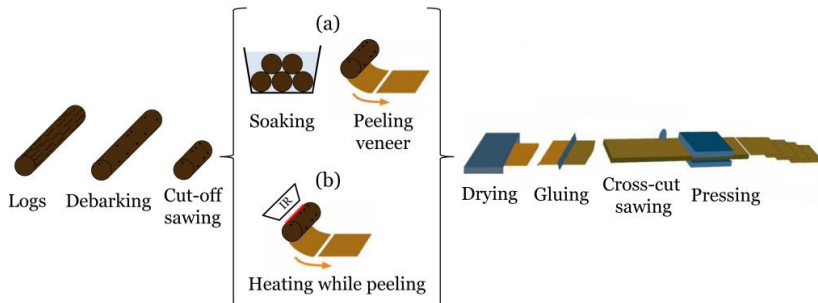 (a)
Soaking
Peeling
veneer
Logs
Debarking
Cut-off
sawing
(b)
IR
Heating while peeling
Drying
Gluing
Cross-cut
sawing
Pressing